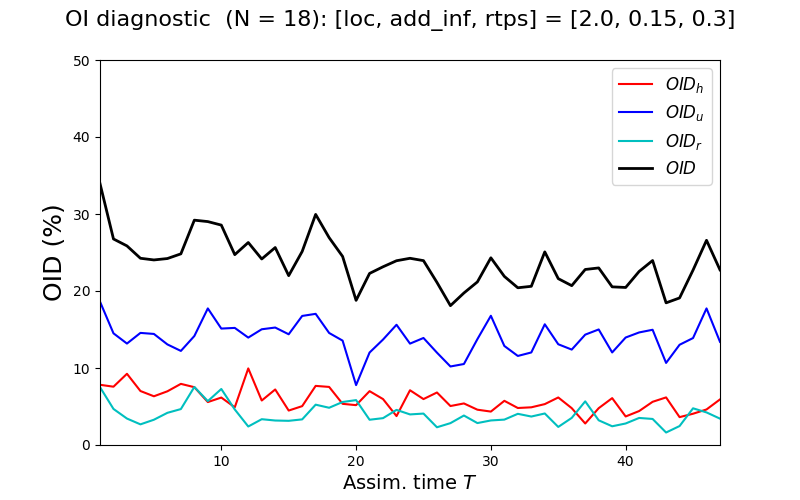 OI diagnostic  (N = 18): [loc, add_inf, rtps] = [2.0, 0.15, 0.3]
50
40
30
20
10
0
OID (%)
OID_h
OID_u
OID_r
OID
10 20 30 40
Assim. time T